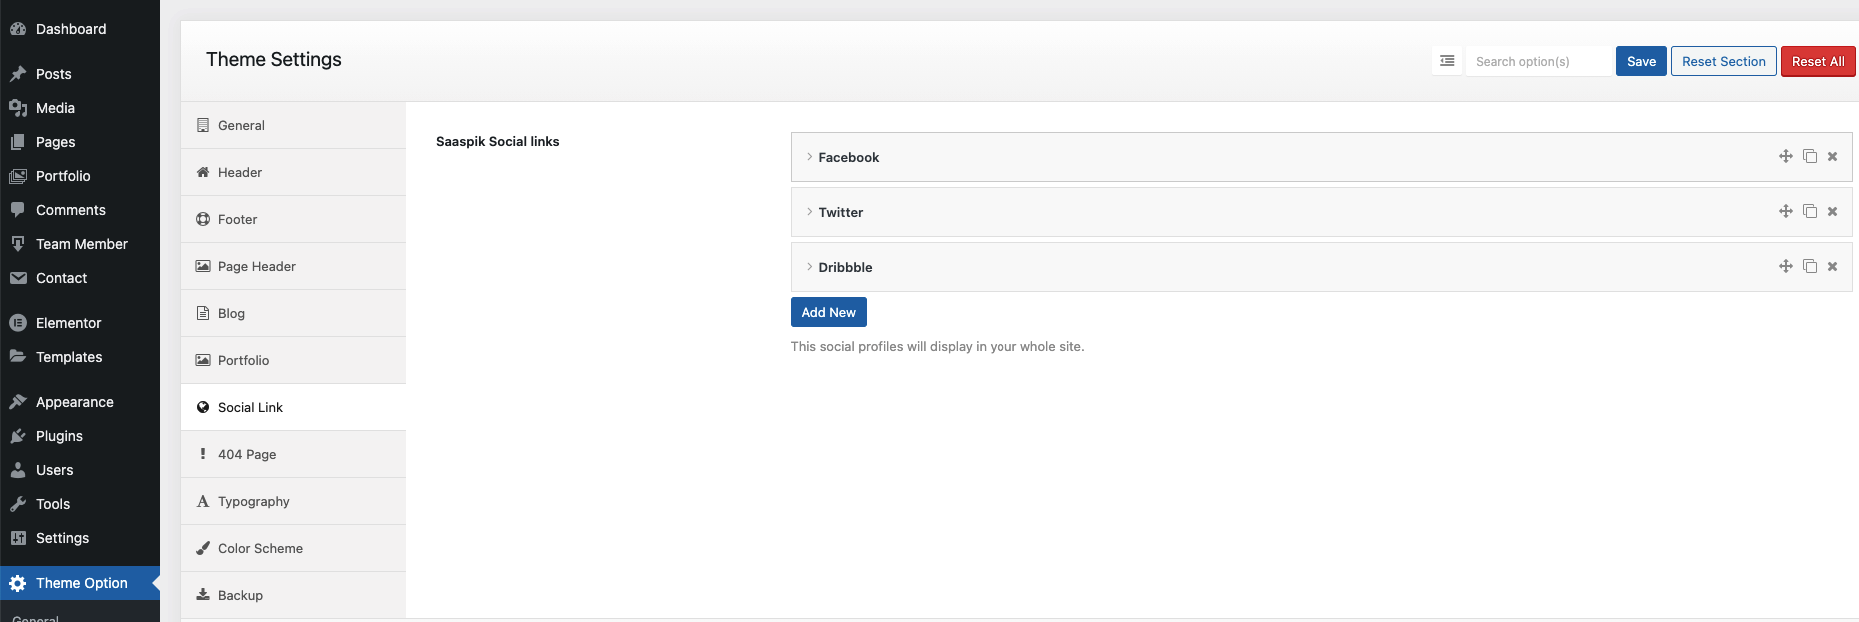 Dashboard
Posts
Media
Pages
Portfolio
Comments
Team Member
Contact
Elementor
Templates
Appearance
Plugins
Users
Tools
Settings
Theme Option
General
Theme Settings
Search option(s)
Save
Reset Section
Reset All
General
Header
Footer
Page Header
Blog
Portfolio
Social Link
404 Page
Typography
Color Scheme
Backup
Saaspik Social links
Facebook
Twitter
Dribbble
Add New
This social profiles will display in your whole site.